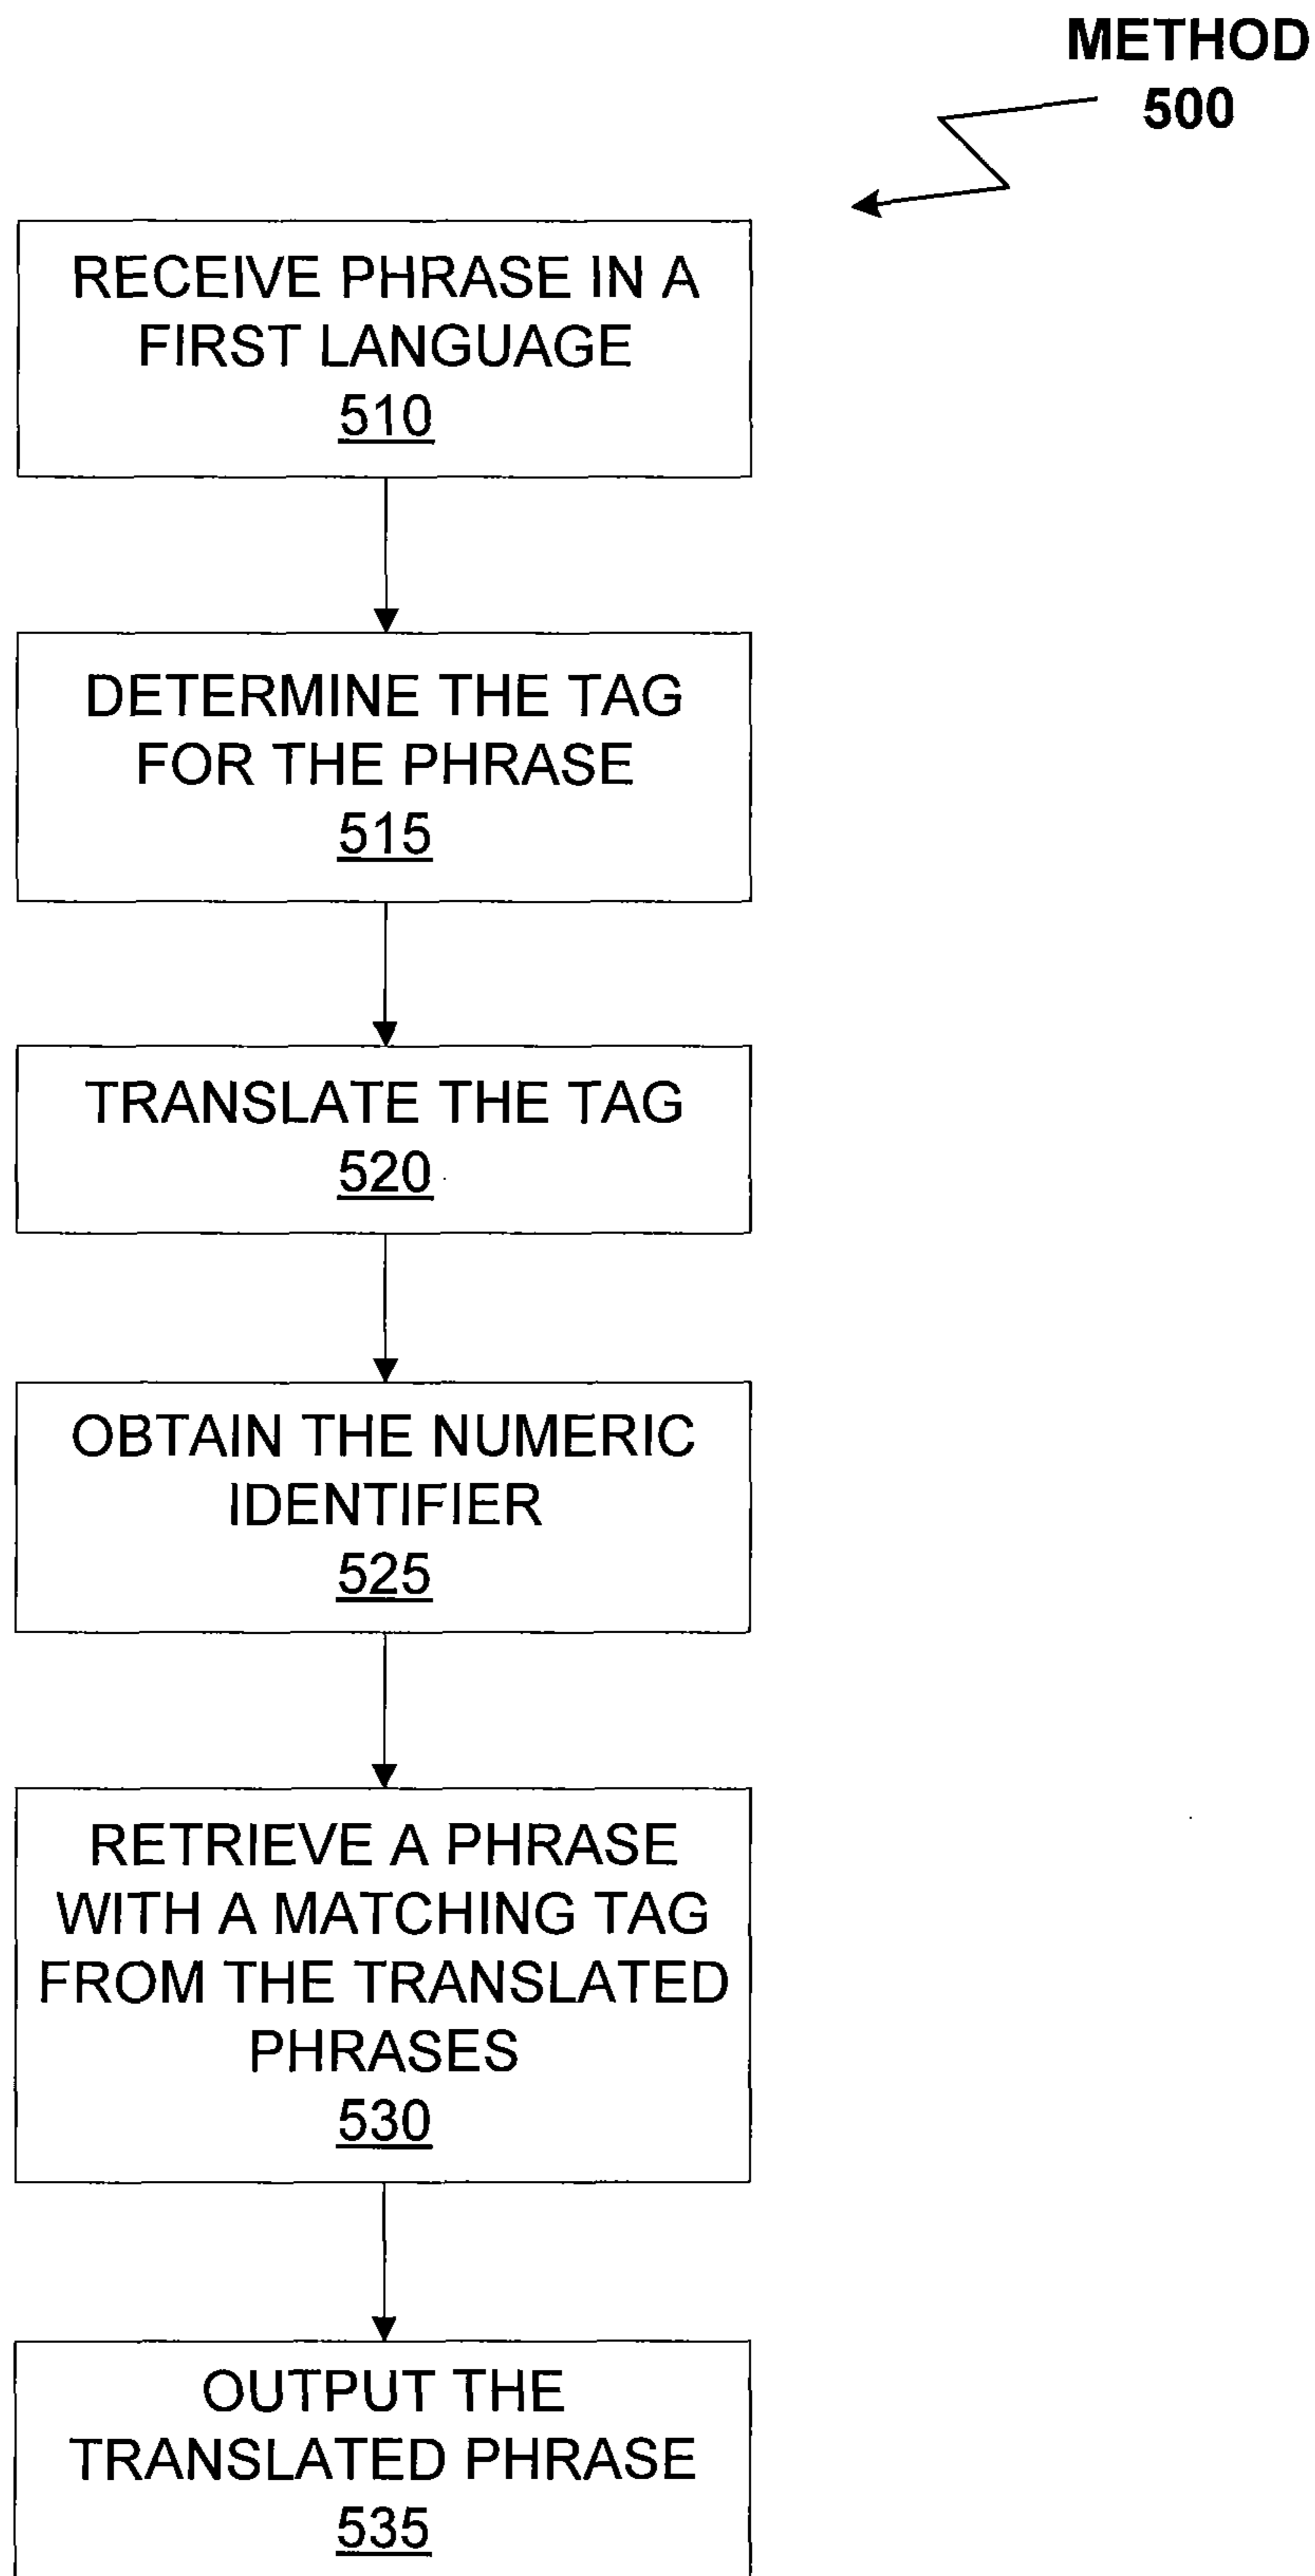 METHOD
500
RECEIVE PHRASE IN A
FIRST LANGUAGE
510
DETERMINE THE TAG
FOR THE PHRASE
515
TRANSLATE THE TAG
520
OBTAIN THE NUMERIC
IDENTIFIER
525
RETRIEVE A PHRASE
WITH A MATCHING TAG
FROM THE TRANSLATED
PHRASES
530
OUTPUT THE
TRANSLATED PHRASE
535